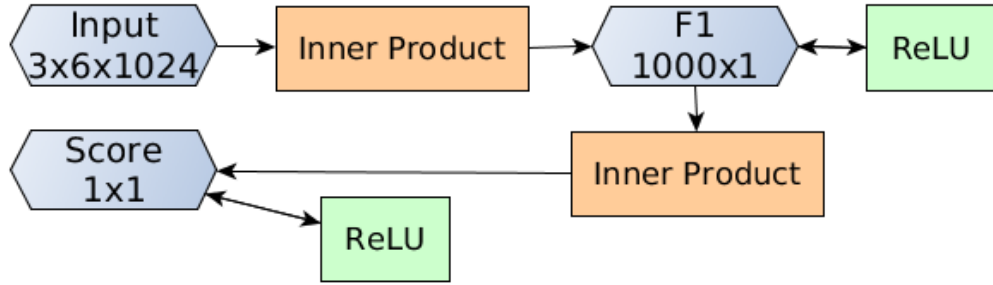 Input
3x6x1024
Inner Product
F1
1000x1
ReLU
Score
1x1
Inner Product
ReLU